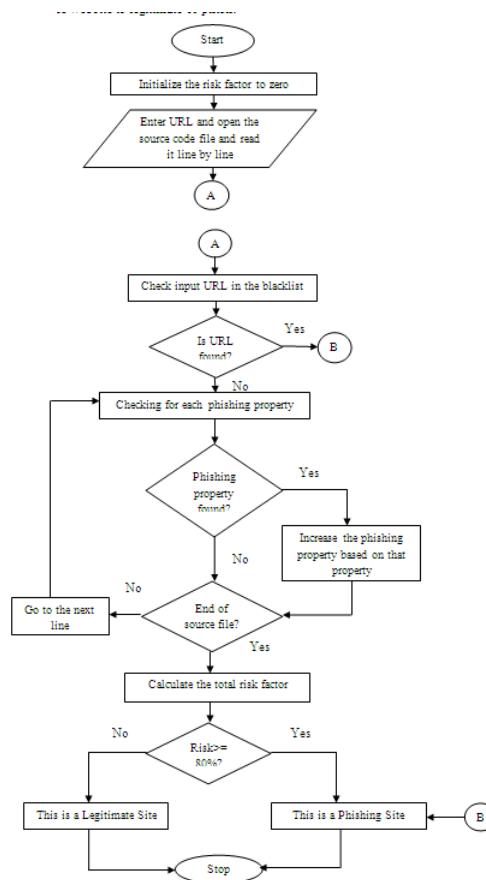 Start
Initialize the risk factor to zero
Enter URL and open the
source code file and read
it line by line
A
A
Check input URL in the blacklist
Is URL
found?
Yes
B
No
Checking for each phishing property
Phishing
property
found?
Yes
Increase the phishing
property based on that
property
No
No
Go to the next
line
End of
source file?
Yes
Calculate the total risk factor
No
Risk>=
80%?
Yes
This is a Legitimate Site
This is a Phishing Site
B
Stop